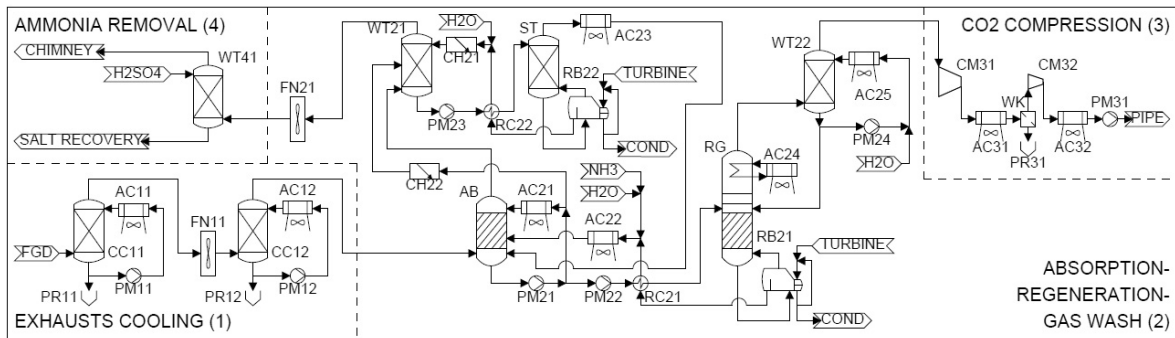 AMMONIA REMOVAL (4)
CHIMNEY
WT41
H2SO4
FN21
SALT RECOVERY
WT21
H2O
CH21
ST
AC23
RB22
TURBINE
PM23
RC22
COND
CH22
WT22
AC25
PM24
H2O
CO2 COMPRESSION (3)
CM31
CM32
WK
PM31
PIPE
AC31
AC32
PR31
AC11
FGD
CC11
PM11
PR11
FN11
AC12
CC12
PM12
PR12
EXHAUSTS COOLING (1)
AB
AC21
NH3
H2O
AC22
PM21
PM22
RC21
RG
AC24
RB21
TURBINE
COND
ABSORPTION-
REGENERATION-
GAS WASH (2)